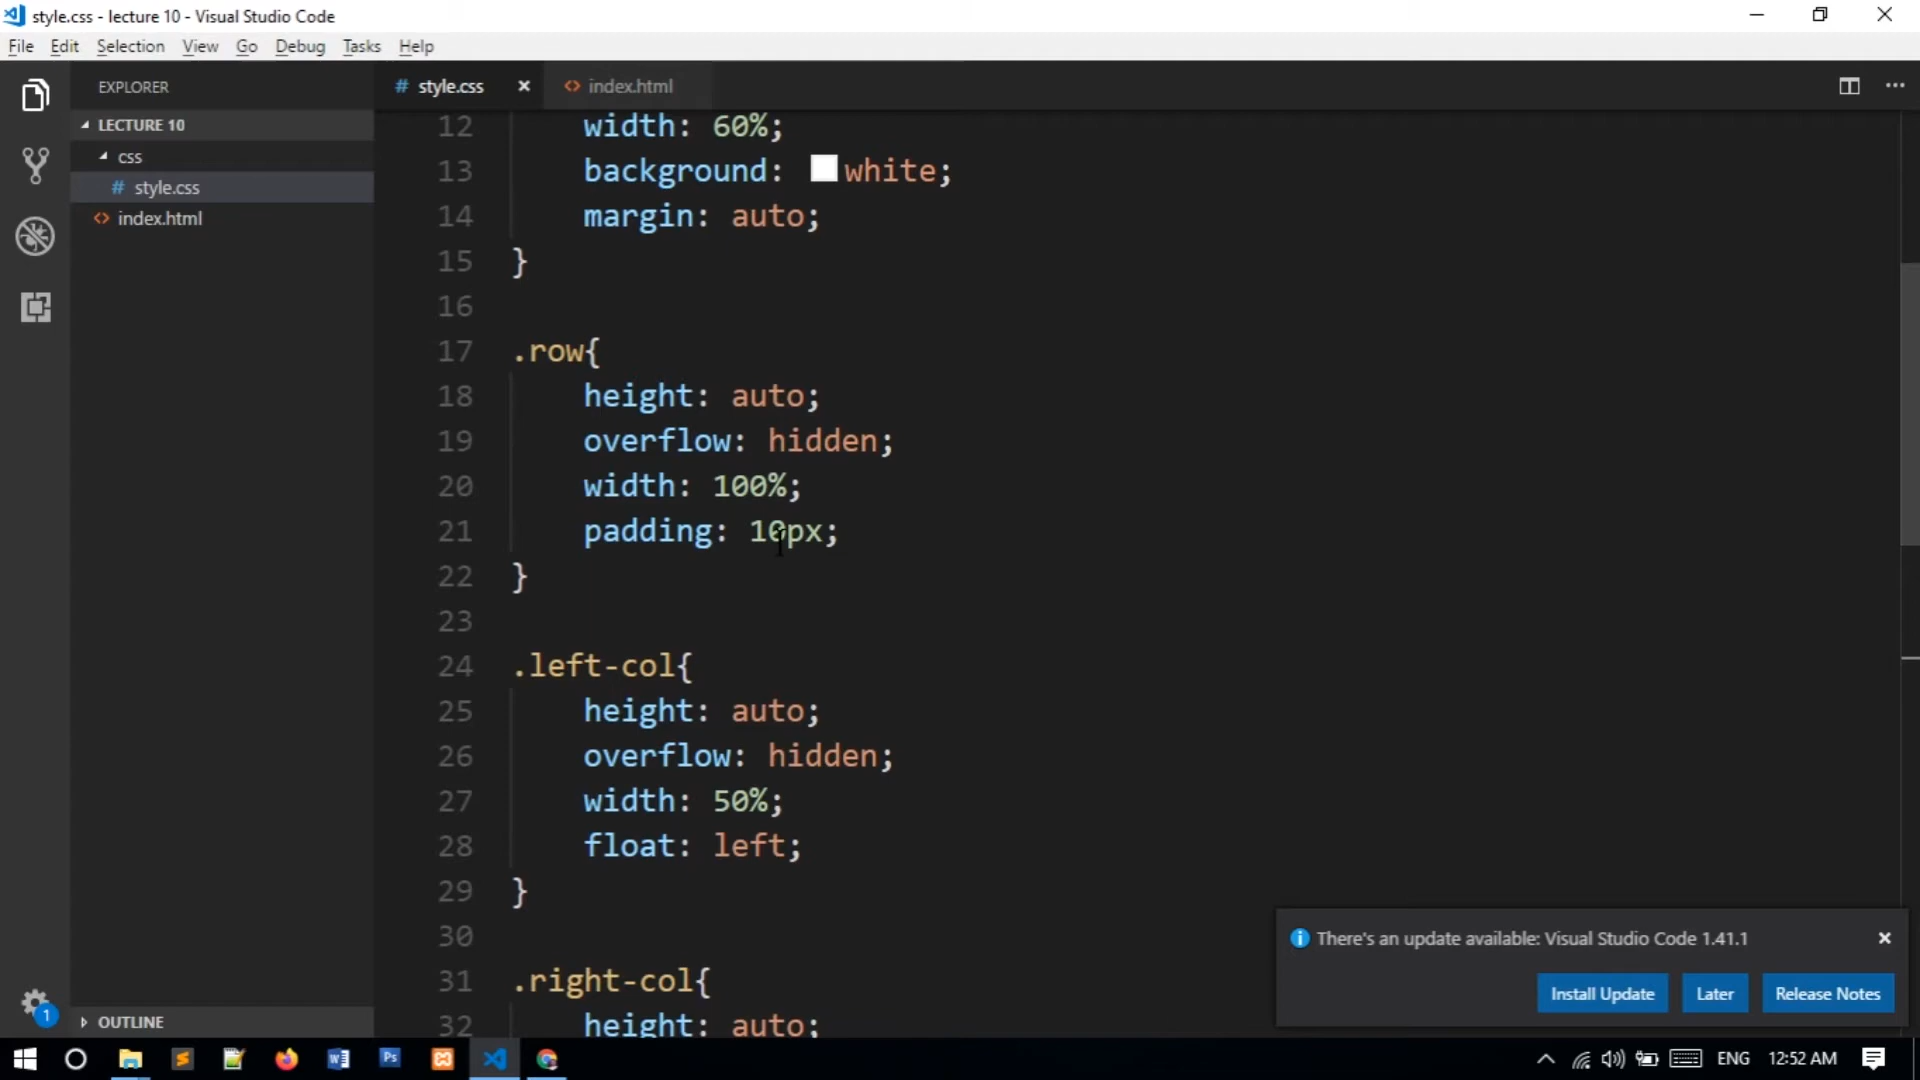 style.css - lecture 10 - Visual Studio Code
File Edit Selection View Go Debug Tasks Help
EXPLORER
LECTURE 10
css
# style.css
<> index.html
OUTLINE
1
# style.css ×
<> index.html
12 width: 60%;
13 background: white;
14 margin: auto;
15 }
16
17 .row{
18 height: auto;
19 overflow: hidden;
20 width: 100%;
21 padding: 10px;
22 }
23
24 .left-col{
25 height: auto;
26 overflow: hidden;
27 width: 50%;
28 float: left;
29 }
30
31 .right-col{
32 height: auto;
There's an update available: Visual Studio Code 1.41.1
Install Update Later Release Notes
ENG 12:52 AM